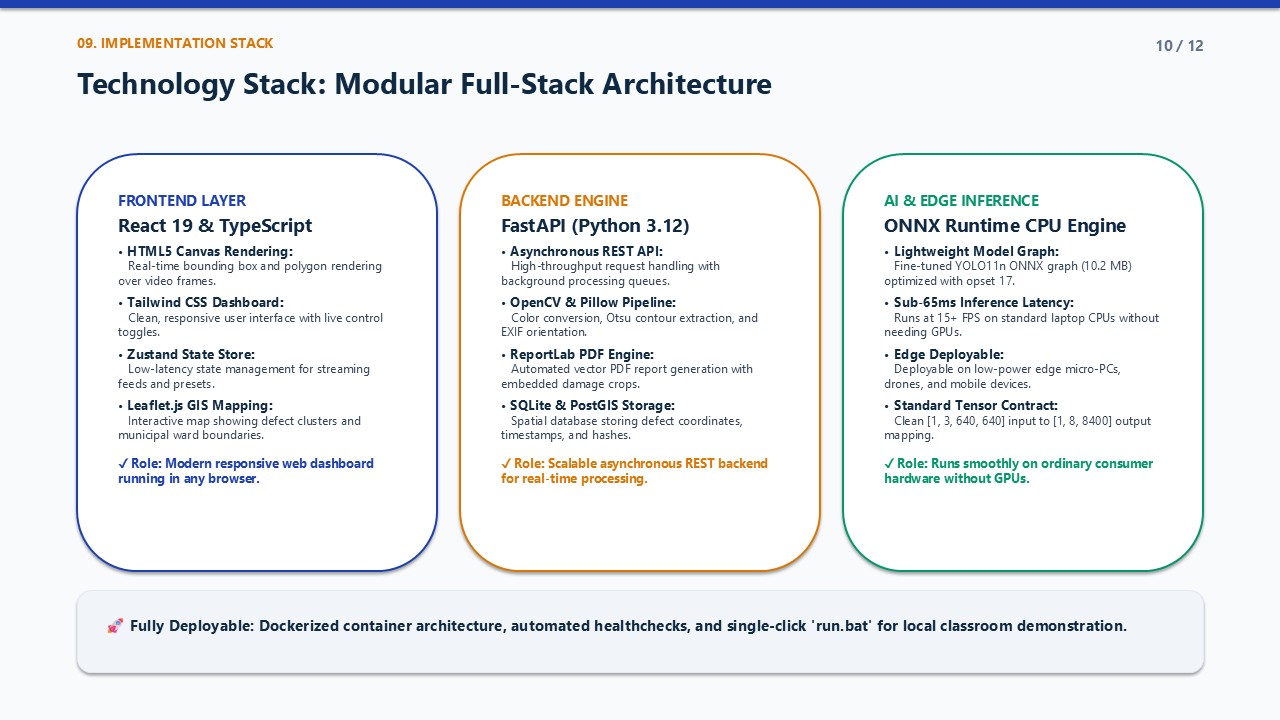 09. IMPLEMENTATION STACK
10 / 12
Technology Stack: Modular Full-Stack Architecture
FRONTEND LAYER
React 19 & TypeScript
• HTML5 Canvas Rendering:
Real-time bounding box and polygon rendering
over video frames.
• Tailwind CSS Dashboard:
Clean, responsive user interface with live control
toggles.
• Zustand State Store:
Low-latency state management for streaming
feeds and presets.
• Leaflet.js GIS Mapping:
Interactive map showing defect clusters and
municipal ward boundaries.
✓ Role: Modern responsive web dashboard
running in any browser.
BACKEND ENGINE
FastAPI (Python 3.12)
• Asynchronous REST API:
High-throughput request handling with
background processing queues.
• OpenCV & Pillow Pipeline:
Color conversion, Otsu contour extraction, and
EXIF orientation.
• ReportLab PDF Engine:
Automated vector PDF report generation with
embedded damage crops.
• SQLite & PostGIS Storage:
Spatial database storing defect coordinates,
timestamps, and hashes.
✓ Role: Scalable asynchronous REST backend
for real-time processing.
AI & EDGE INFERENCE
ONNX Runtime CPU Engine
• Lightweight Model Graph:
Fine-tuned YOLO11n ONNX graph (10.2 MB)
optimized with opset 17.
• Sub-65ms Inference Latency:
Runs at 15+ FPS on standard laptop CPUs without
needing GPUs.
• Edge Deployable:
Deployable on low-power edge micro-PCs,
drones, and mobile devices.
• Standard Tensor Contract:
Clean [1, 3, 640, 640] input to [1, 8, 8400] output
mapping.
✓ Role: Runs smoothly on ordinary consumer
hardware without GPUs.
🚀 Fully Deployable: Dockerized container architecture, automated healthchecks, and single-click 'run.bat' for local classroom demonstration.